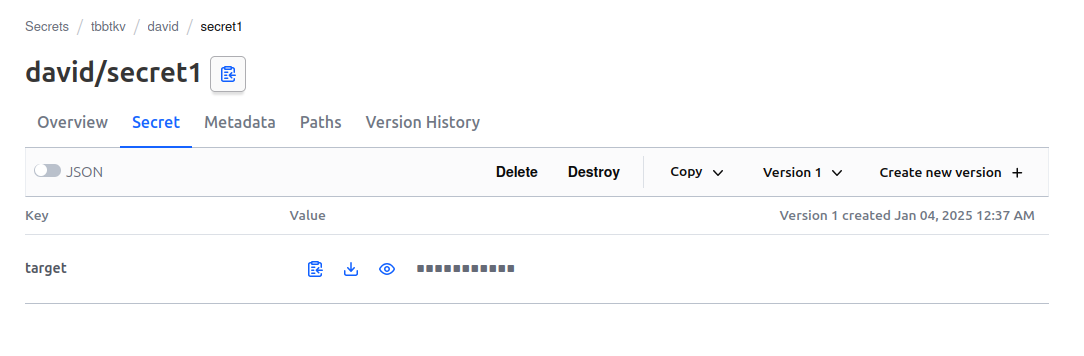 Secrets / tbbtkv / david / secret1
david/secret1
Overview Secret Metadata Paths Version History
JSON Delete Destroy Copy Version 1 Create new version +
Key Value Version 1 created Jan 04, 2025 12:37 AM
target ▪▪▪▪▪▪▪▪▪▪▪